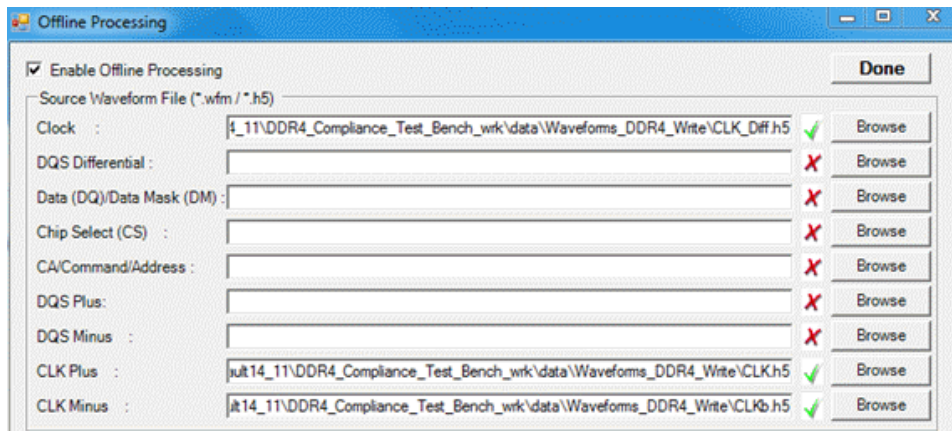 Offline Processing
Enable Offline Processing
Done
Source Waveform File (*.wfm / *.h5)
Clock : 4_11\DDR4_Compliance_Test_Bench_wrk\data\Waveforms_DDR4_Write\CLK_Diff.h5 Browse
DQS Differential : Browse
Data (DQ)/Data Mask (DM) : Browse
Chip Select (CS) : Browse
CA/Command/Address : Browse
DQS Plus: Browse
DQS Minus : Browse
CLK Plus : ault14_11\DDR4_Compliance_Test_Bench_wrk\data\Waveforms_DDR4_Write\CLK.h5 Browse
CLK Minus : ult14_11\DDR4_Compliance_Test_Bench_wrk\data\Waveforms_DDR4_Write\CLKb.h5 Browse